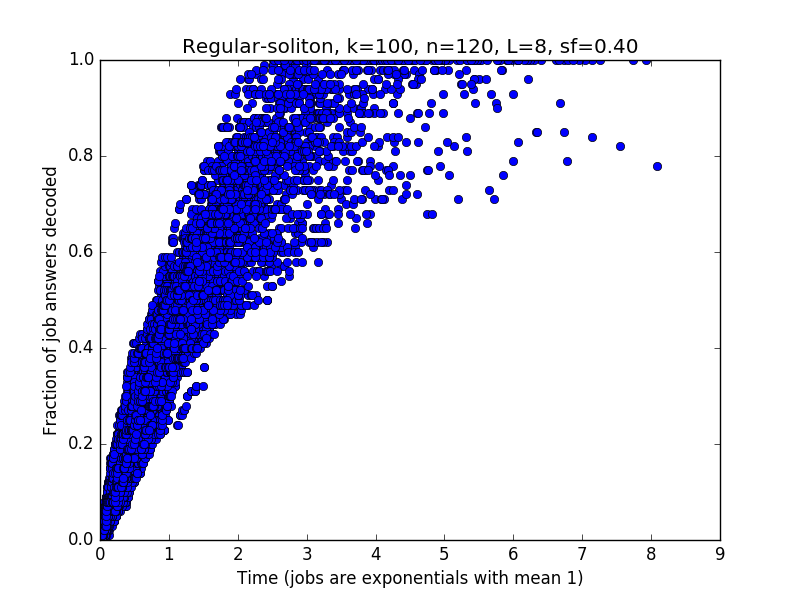 Regular-soliton, k=100, n=120, L=8, sf=0.40
Fraction of job answers decoded
1.0
0.8
0.6
0.4
0.2
0.0
0 1 2 3 4 5 6 7 8 9
Time (jobs are exponentials with mean 1)